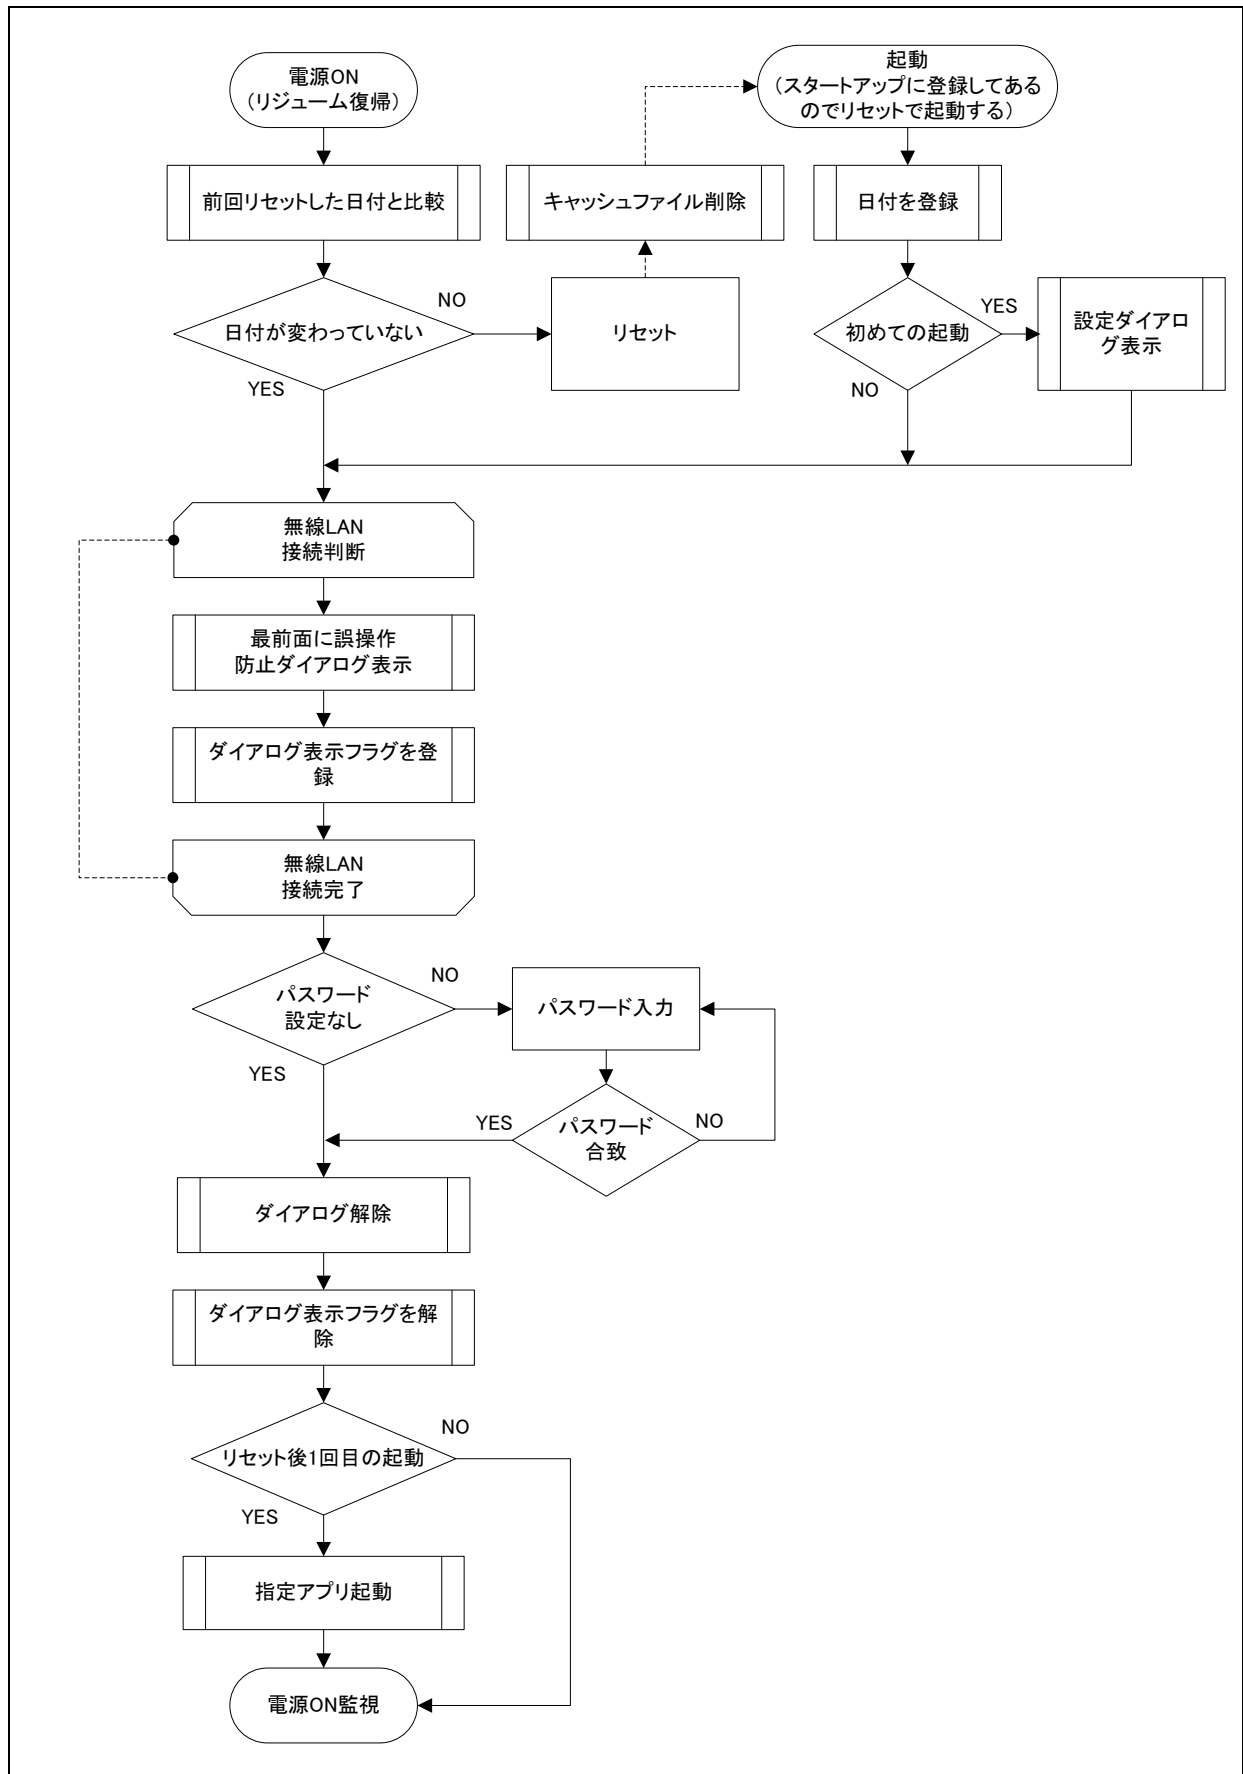 電源ON
（リジューム復帰）
起動
（スタートアップに登録してある
のでリセットで起動する）
前回リセットした日付と比較
キャッシュファイル削除
日付を登録
日付が変わっていない
NO
YES
リセット
初めての起動
YES
NO
設定ダイアロ
グ表示
無線LAN
接続判断
最前面に誤操作
防止ダイアログ表示
ダイアログ表示フラグを登
録
無線LAN
接続完了
パスワード
設定なし
NO
YES
パスワード入力
パスワード
合致
YES
NO
ダイアログ解除
ダイアログ表示フラグを解
除
リセット後1回目の起動
NO
YES
指定アプリ起動
電源ON監視